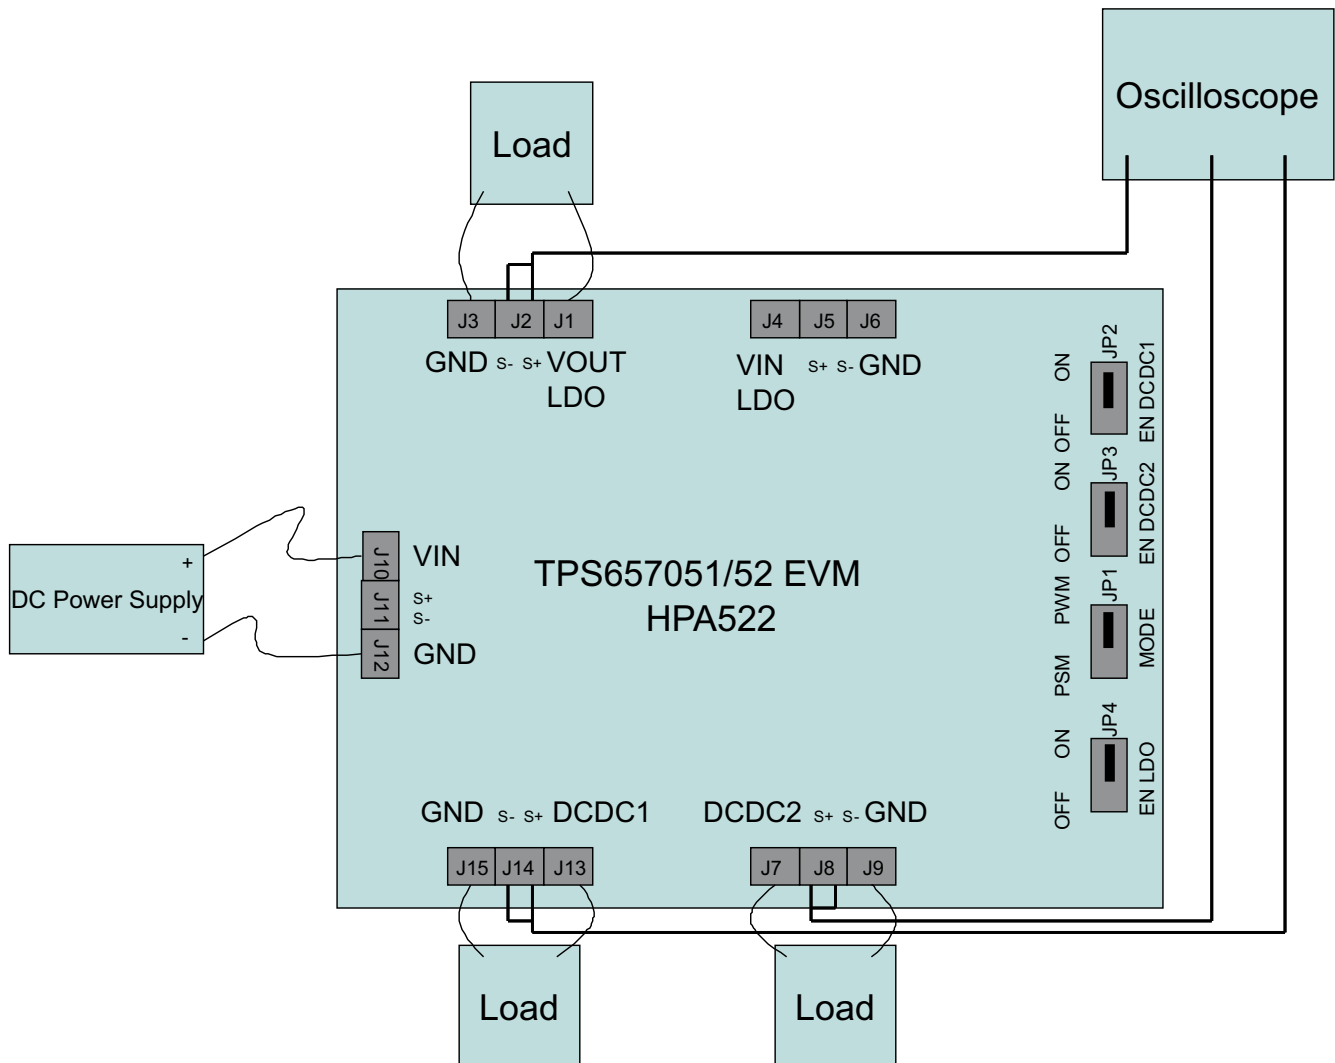 Oscilloscope
Load
J3 J2 J1
GND S- S+ VOUT
LDO
J4 J5 J6
VIN S+ S- GND
LDO
ON
OFF
JP2
EN DCDC1
ON
OFF
JP3
EN DCDC2
PWM
PSM
JP1
MODE
ON
OFF
JP4
EN LDO
+
DC Power Supply
-
J10 VIN
J11 S+
S-
J12 GND
TPS657051/52 EVM
HPA522
GND S- S+ DCDC1
J15 J14 J13
DCDC2 S+ S- GND
J7 J8 J9
Load
Load